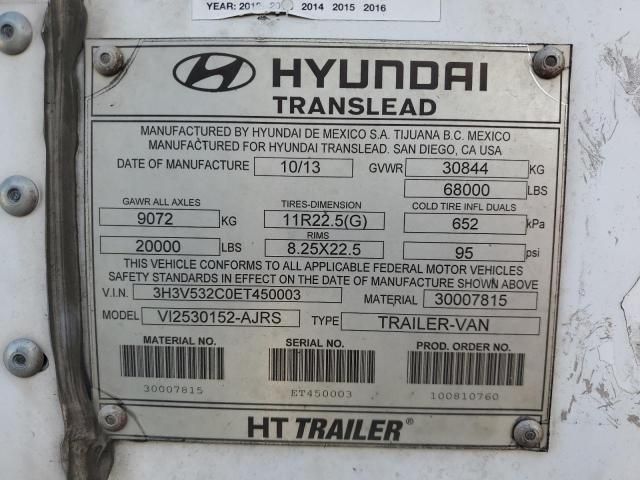 YEAR: 2014 2015 2016
HYUNDAI
TRANSLEAD
MANUFACTURED BY HYUNDAI DE MEXICO S.A. TIJUANA B.C. MEXICO
MANUFACTURED FOR HYUNDAI TRANSLEAD. SAN DIEGO, CA USA
DATE OF MANUFACTURE 10/13 GVWR 30844 KG
68000 LBS
GAWR ALL AXLES TIRES-DIMENSION COLD TIRE INFL DUALS
9072 KG 11R22.5(G) 652 kPa
RIMS
20000 LBS 8.25X22.5 95 psi
THIS VEHICLE CONFORMS TO ALL APPLICABLE FEDERAL MOTOR VEHICLES
SAFETY STANDARDS IN EFFECT ON THE DATE OF MANUFACTURE SHOWN ABOVE
V.I.N. 3H3V532C0ET450003 MATERIAL 30007815
MODEL VI2530152-AJRS TYPE TRAILER-VAN
MATERIAL NO. SERIAL NO. PROD. ORDER NO.
30007815 ET450003 100810760
HT TRAILER®